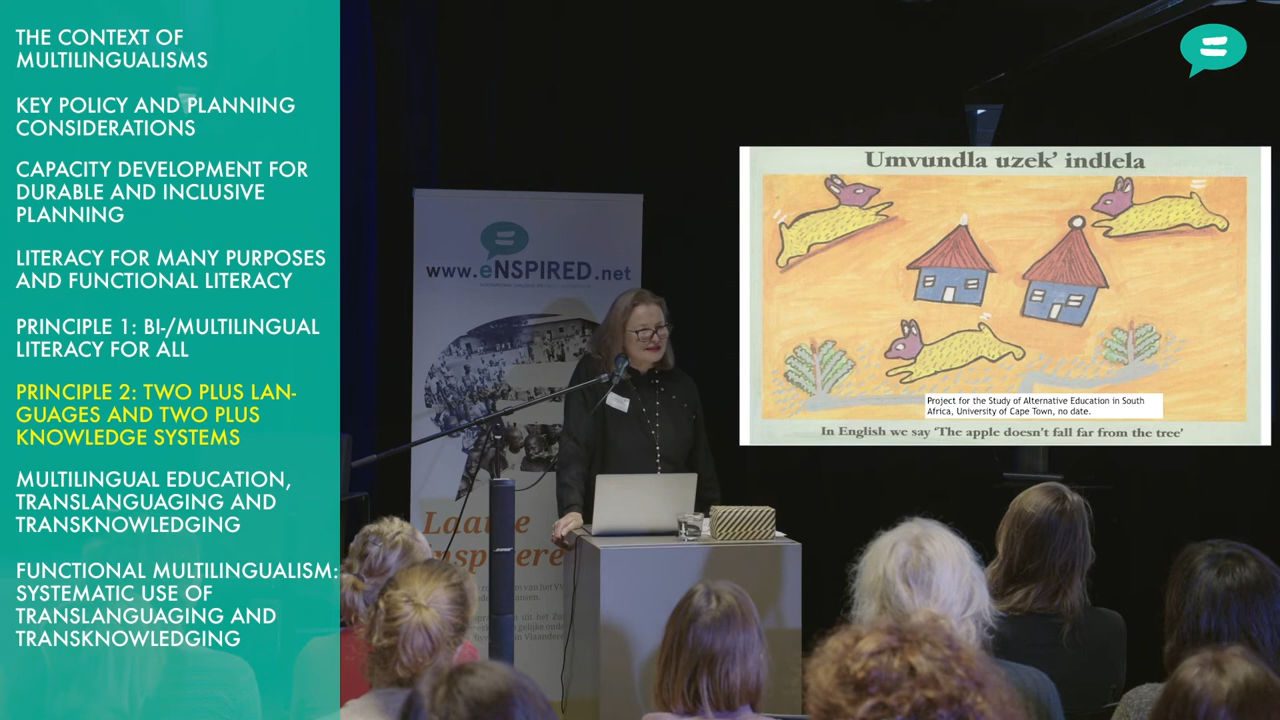 THE CONTEXT OF
MULTILINGUALISMS
KEY POLICY AND PLANNING
CONSIDERATIONS
CAPACITY DEVELOPMENT FOR
DURABLE AND INCLUSIVE
PLANNING
LITERACY FOR MANY PURPOSES
AND FUNCTIONAL LITERACY
PRINCIPLE 1: BI-/MULTILINGUAL
LITERACY FOR ALL
PRINCIPLE 2: TWO PLUS LAN-
GUAGES AND TWO PLUS
KNOWLEDGE SYSTEMS
MULTILINGUAL EDUCATION,
TRANSLANGUAGING AND
TRANSKNOWLEDGING
FUNCTIONAL MULTILINGUALISM:
SYSTEMATIC USE OF
TRANSLANGUAGING AND
TRANSKNOWLEDGING
www.eNSPIRED.net
Umvundla uzek' indlela
Project for the Study of Alternative Education in South
Africa, University of Cape Town, no date.
In English we say 'The apple doesn't fall far from the tree'